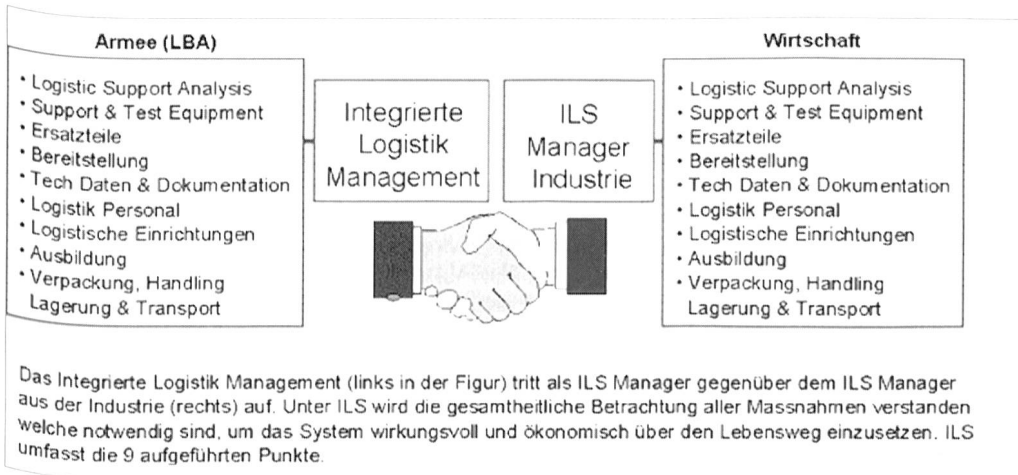 Armee (LBA)
Wirtschaft
• Logistic Support Analysis
• Support & Test Equipment
• Ersatzteile
• Bereitstellung
• Tech Daten & Dokumentation
• Logistik Personal
• Logistische Einrichtungen
• Ausbildung
• Verpackung, Handling
Lagerung & Transport
Integrierte
Logistik
Management
ILS
Manager
Industrie
• Logistic Support Analysis
• Support & Test Equipment
• Ersatzteile
• Bereitstellung
• Tech Daten & Dokumentation
• Logistik Personal
• Logistische Einrichtungen
• Ausbildung
• Verpackung, Handling
Lagerung & Transport
Das Integrierte Logistik Management (links in der Figur) tritt als ILS Manager gegenüber dem ILS Manager
aus der Industrie (rechts) auf. Unter ILS wird die gesamtheitliche Betrachtung aller Massnahmen verstanden
welche notwendig sind, um das System wirkungsvoll und ökonomisch über den Lebensweg einzusetzen. ILS
umfasst die 9 aufgeführten Punkte.